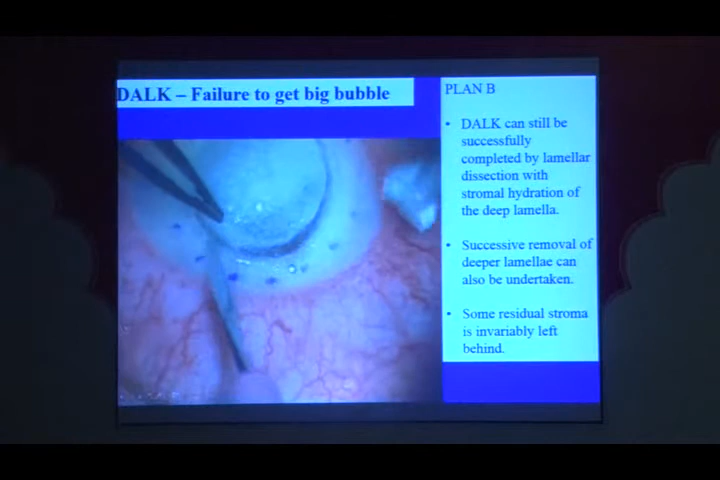 DALK – Failure to get big bubble
PLAN B
• DALK can still be
successfully
completed by lamellar
dissection with
stromal hydration of
the deep lamella.
• Successive removal of
deeper lamellae can
also be undertaken.
• Some residual stroma
is invariably left
behind.